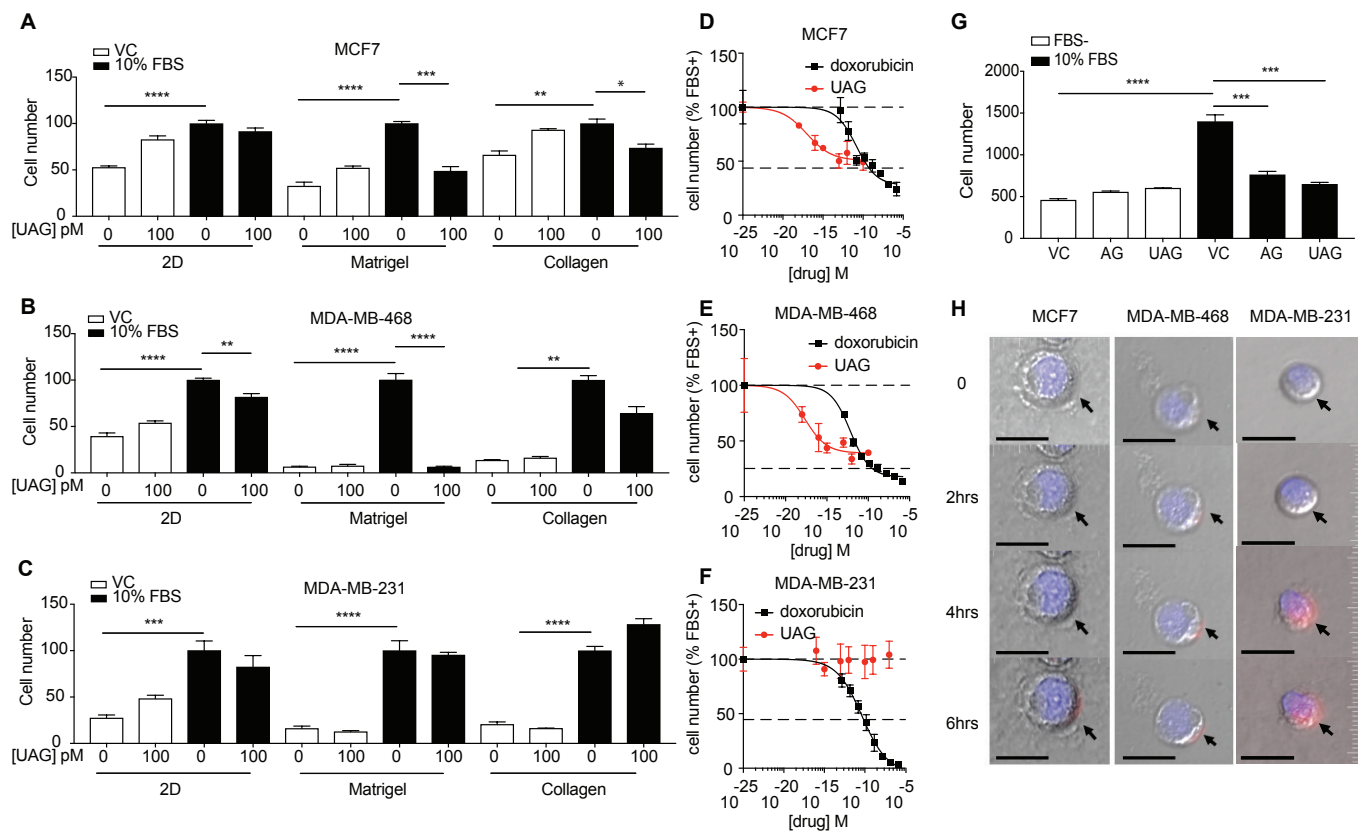 A
VC
10% FBS
MCF7
Cell number
150
100
50
0
**** *** ** *
[UAG] pM 0 100 0 100 0 100 0 100 0 100 0 100
2D Matrigel Collagen
B
VC
10% FBS
MDA-MB-468
Cell number
150
100
50
0
**** ** **** **** **
[UAG] pM 0 100 0 100 0 100 0 100 0 100 0 100
2D Matrigel Collagen
C
VC
10% FBS
MDA-MB-231
Cell number
150
100
50
0
*** **** ****
[UAG] pM 0 100 0 100 0 100 0 100 0 100 0 100
2D Matrigel Collagen
D
MCF7
doxorubicin
UAG
cell number (% FBS+)
150
100
50
0
-25 -20 -15 -10 -5
10 10 10 10 10
[drug] M
E
MDA-MB-468
doxorubicin
UAG
cell number (% FBS+)
150
100
50
0
-25 -20 -15 -10 -5
10 10 10 10 10
[drug] M
F
MDA-MB-231
doxorubicin
UAG
cell number (% FBS+)
150
100
50
0
-25 -20 -15 -10 -5
10 10 10 10 10
[drug] M
G
FBS-
10% FBS
Cell number
2000
1500
1000
500
0
**** *** ***
VC AG UAG VC AG UAG
H
MCF7 MDA-MB-468 MDA-MB-231
0
2hrs
4hrs
6hrs